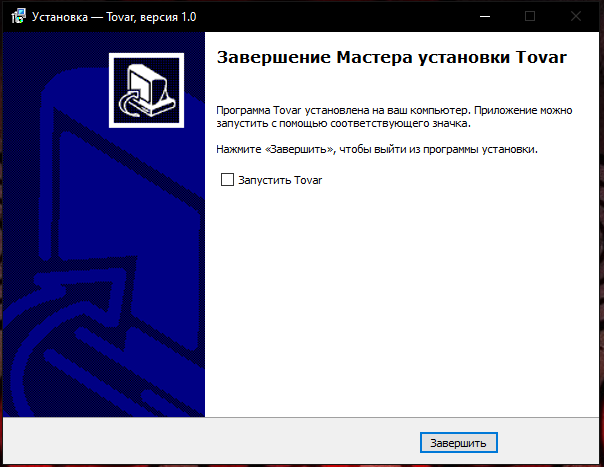 Установка — Tovar, версия 1.0
Завершение Мастера установки Tovar
Программа Tovar установлена на ваш компьютер. Приложение можно
запустить с помощью соответствующего значка.
Нажмите «Завершить», чтобы выйти из программы установки.
Запустить Tovar
Завершить